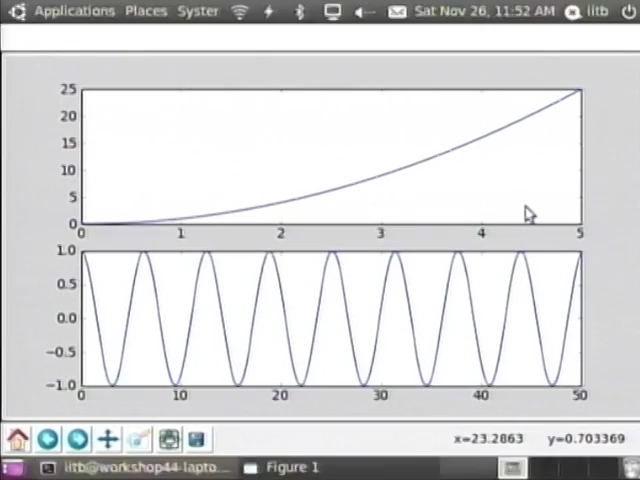 Applications Places Syster Sat Nov 26, 11:52 AM iitb
25
20
15
10
5
0
0 1 2 3 4 5
1.0
0.5
0.0
−0.5
−1.0
0 10 20 30 40 50
x=23.2863 y=0.703369
iitb@workshop44-lapto... Figure 1